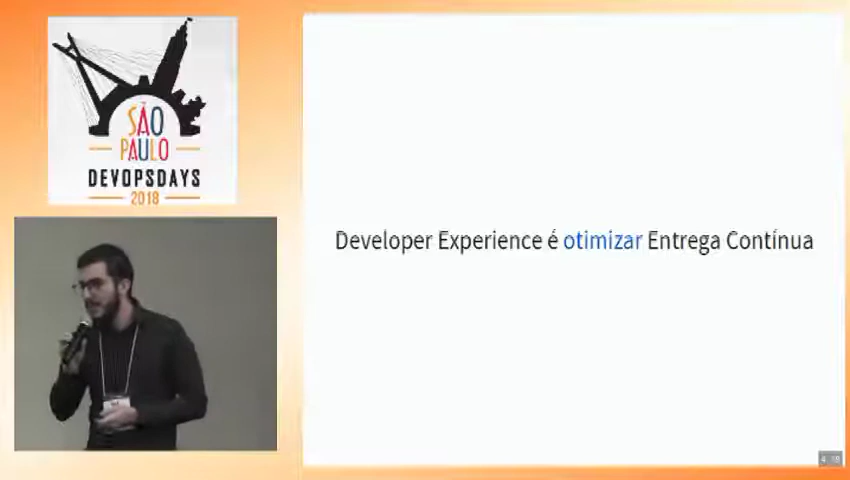 SÃO
PAULO
DEVOPSDAYS
2018
Developer Experience é otimizar Entrega Contínua